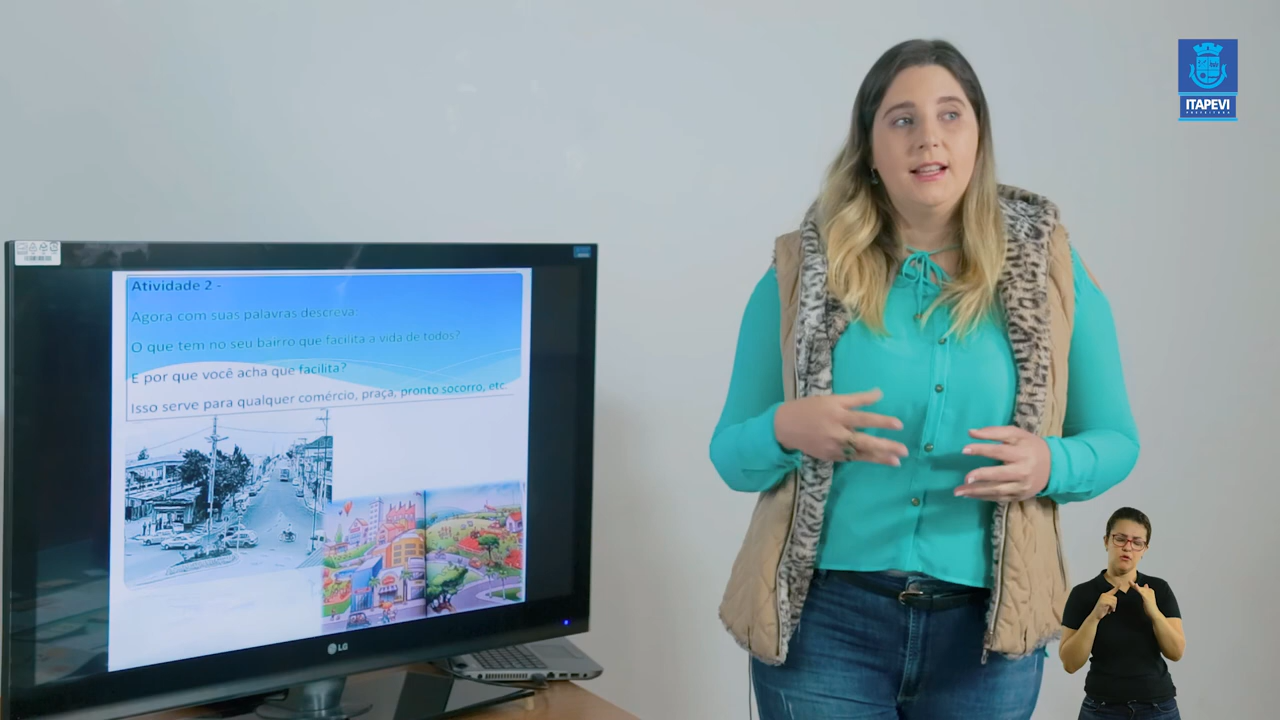 ITAPEVI
PREFEITURA
Atividade 2 -
Agora com suas palavras descreva:
O que tem no seu bairro que facilita a vida de todos?
E por que você acha que facilita?
Isso serve para qualquer comércio, praça, pronto socorro, etc.
LG